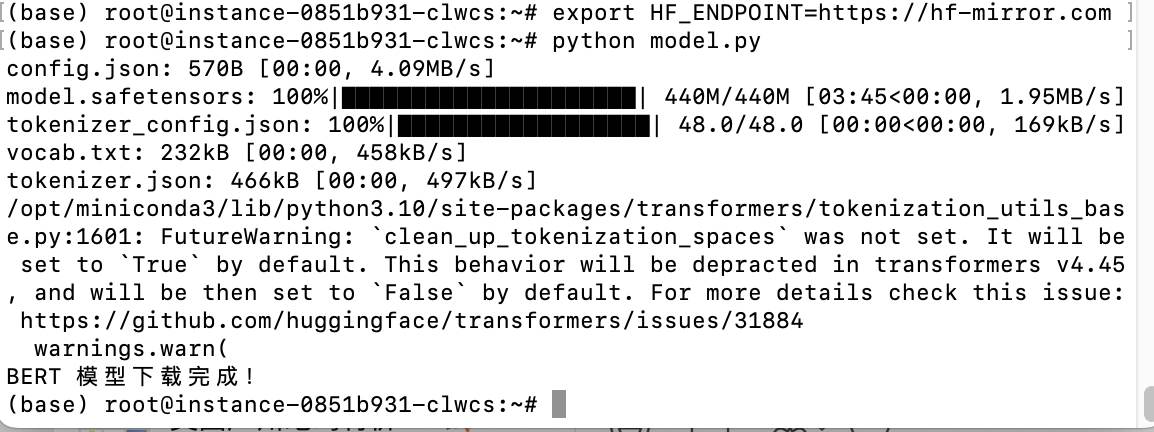 (base) root@instance-0851b931-clwcs:~# export HF_ENDPOINT=https://hf-mirror.com ]
[(base) root@instance-0851b931-clwcs:~# python model.py ]
config.json: 570B [00:00, 4.09MB/s]
model.safetensors: 100%|█████████████████████| 440M/440M [03:45<00:00, 1.95MB/s]
tokenizer_config.json: 100%|██████████████████| 48.0/48.0 [00:00<00:00, 169kB/s]
vocab.txt: 232kB [00:00, 458kB/s]
tokenizer.json: 466kB [00:00, 497kB/s]
/opt/miniconda3/lib/python3.10/site-packages/transformers/tokenization_utils_bas
e.py:1601: FutureWarning: `clean_up_tokenization_spaces` was not set. It will be
 set to `True` by default. This behavior will be depracted in transformers v4.45
, and will be then set to `False` by default. For more details check this issue:
 https://github.com/huggingface/transformers/issues/31884
  warnings.warn(
BERT 模型下载完成!
(base) root@instance-0851b931-clwcs:~#